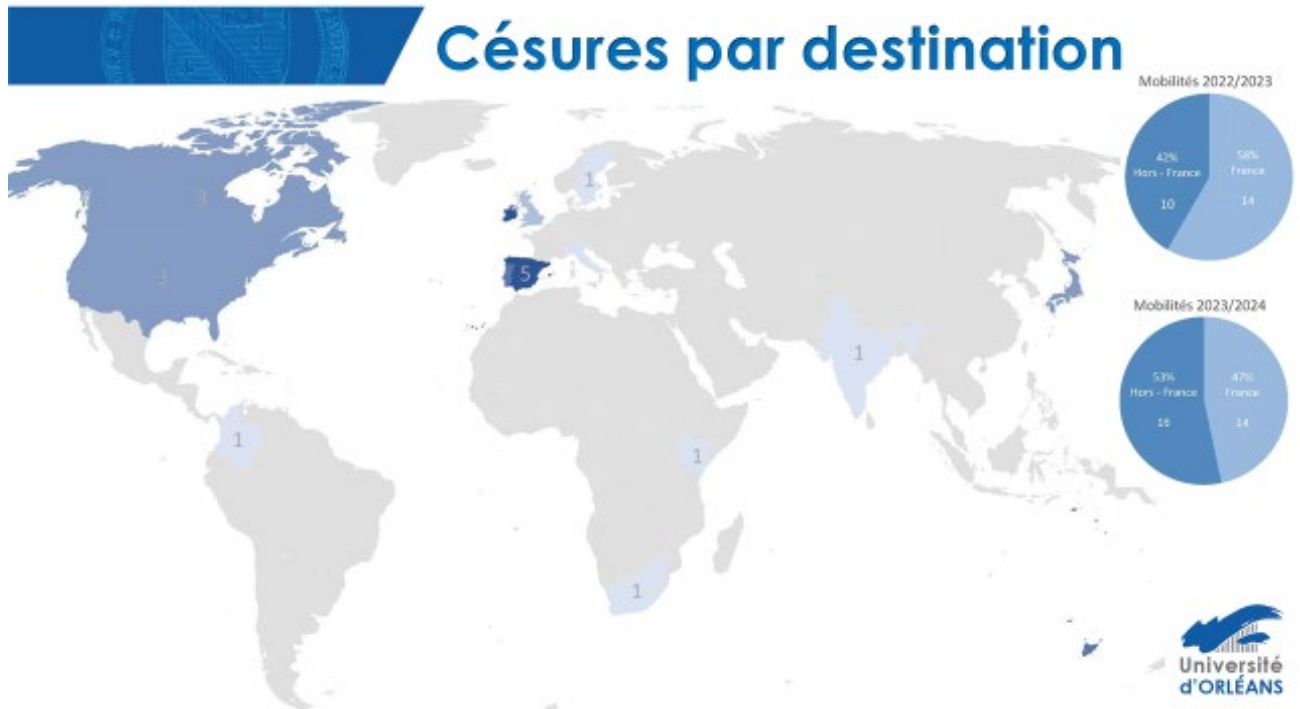 Césures par destination
Mobilités 2022/2023
42%
Hors - France
10
58%
France
14
Mobilités 2023/2024
53%
Hors - France
16
47%
France
14
3
3
1
5
1
1
1
1
Université
d'ORLÉANS